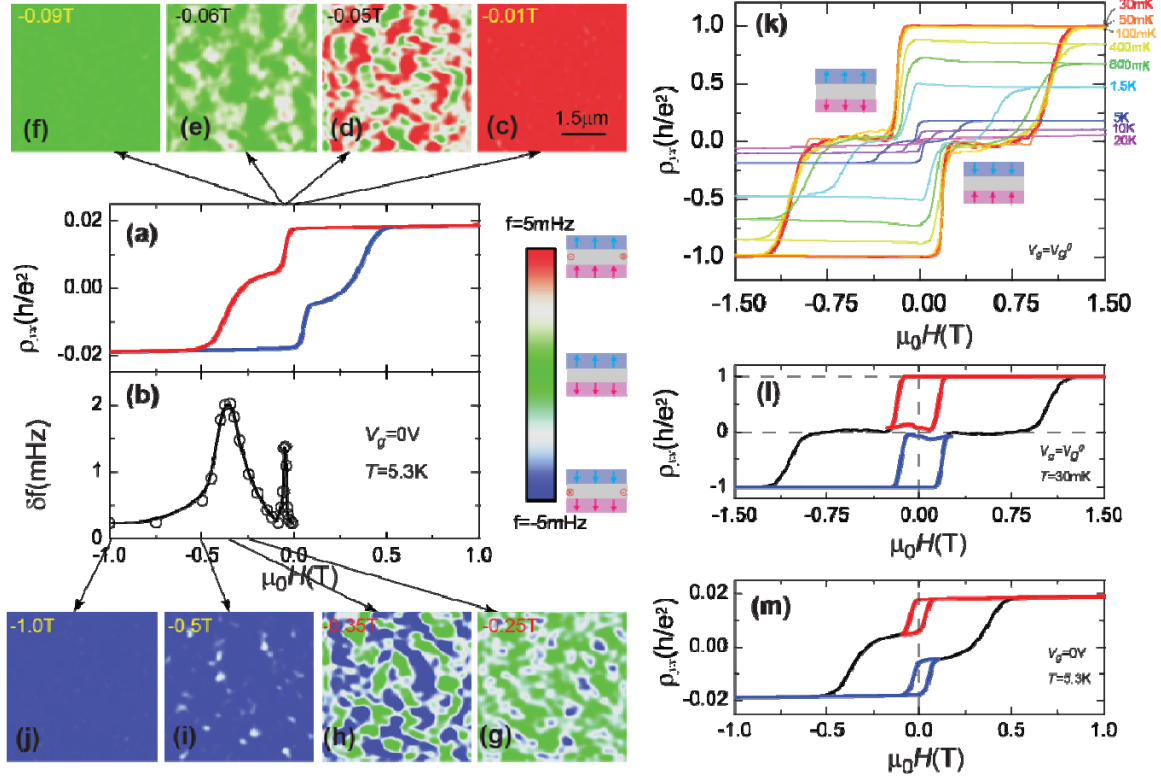 -0.09T
-0.06T
-0.05T
-0.01T
(f)
(e)
(d)
(c)
1.5μm
(a)
0.02
0.00
-0.02
ρyx(h/e²)
f=5mHz
f=-5mHz
(b)
2
1
0
δf(mHz)
Vg=0V
T=5.3K
-1.0
-0.5
0.0
0.5
1.0
μ0H(T)
-1.0T
-0.5T
-0.35T
-0.25T
(j)
(i)
(h)
(g)
(k)
1.0
0.5
0.0
-0.5
-1.0
ρyx(h/e²)
30mK
50mK
100mK
400mK
800mK
1.5K
5K
10K
20K
Vg=Vg⁰
-1.50
-0.75
0.00
0.75
1.50
μ0H(T)
(l)
1
0
-1
ρyx(h/e²)
Vg=Vg⁰
T=30mK
-1.50
-0.75
0.00
0.75
1.50
μ0H(T)
(m)
0.02
0.00
-0.02
ρyx(h/e²)
Vg=0V
T=5.3K
-1.0
-0.5
0.0
0.5
1.0
μ0H(T)